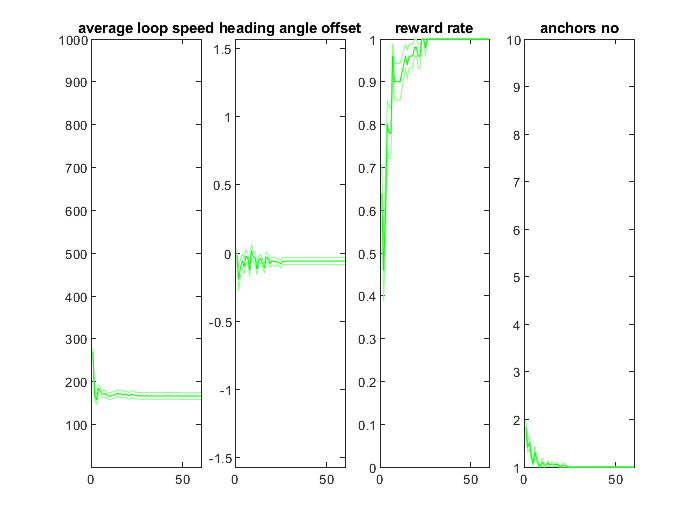 average loop speed heading angle offset reward rate anchors no
1000 1.5 1 10
900 0.9 9
800 1 0.8 8
700 0.7 7
600 0.5 0.6 6
500 0 0.5 5
400 -0.5 0.4 4
300 0.3
200 -1 0.2 3
100 0.1 2
-1.5 0 1
0 50 0 50 0 50 0 50